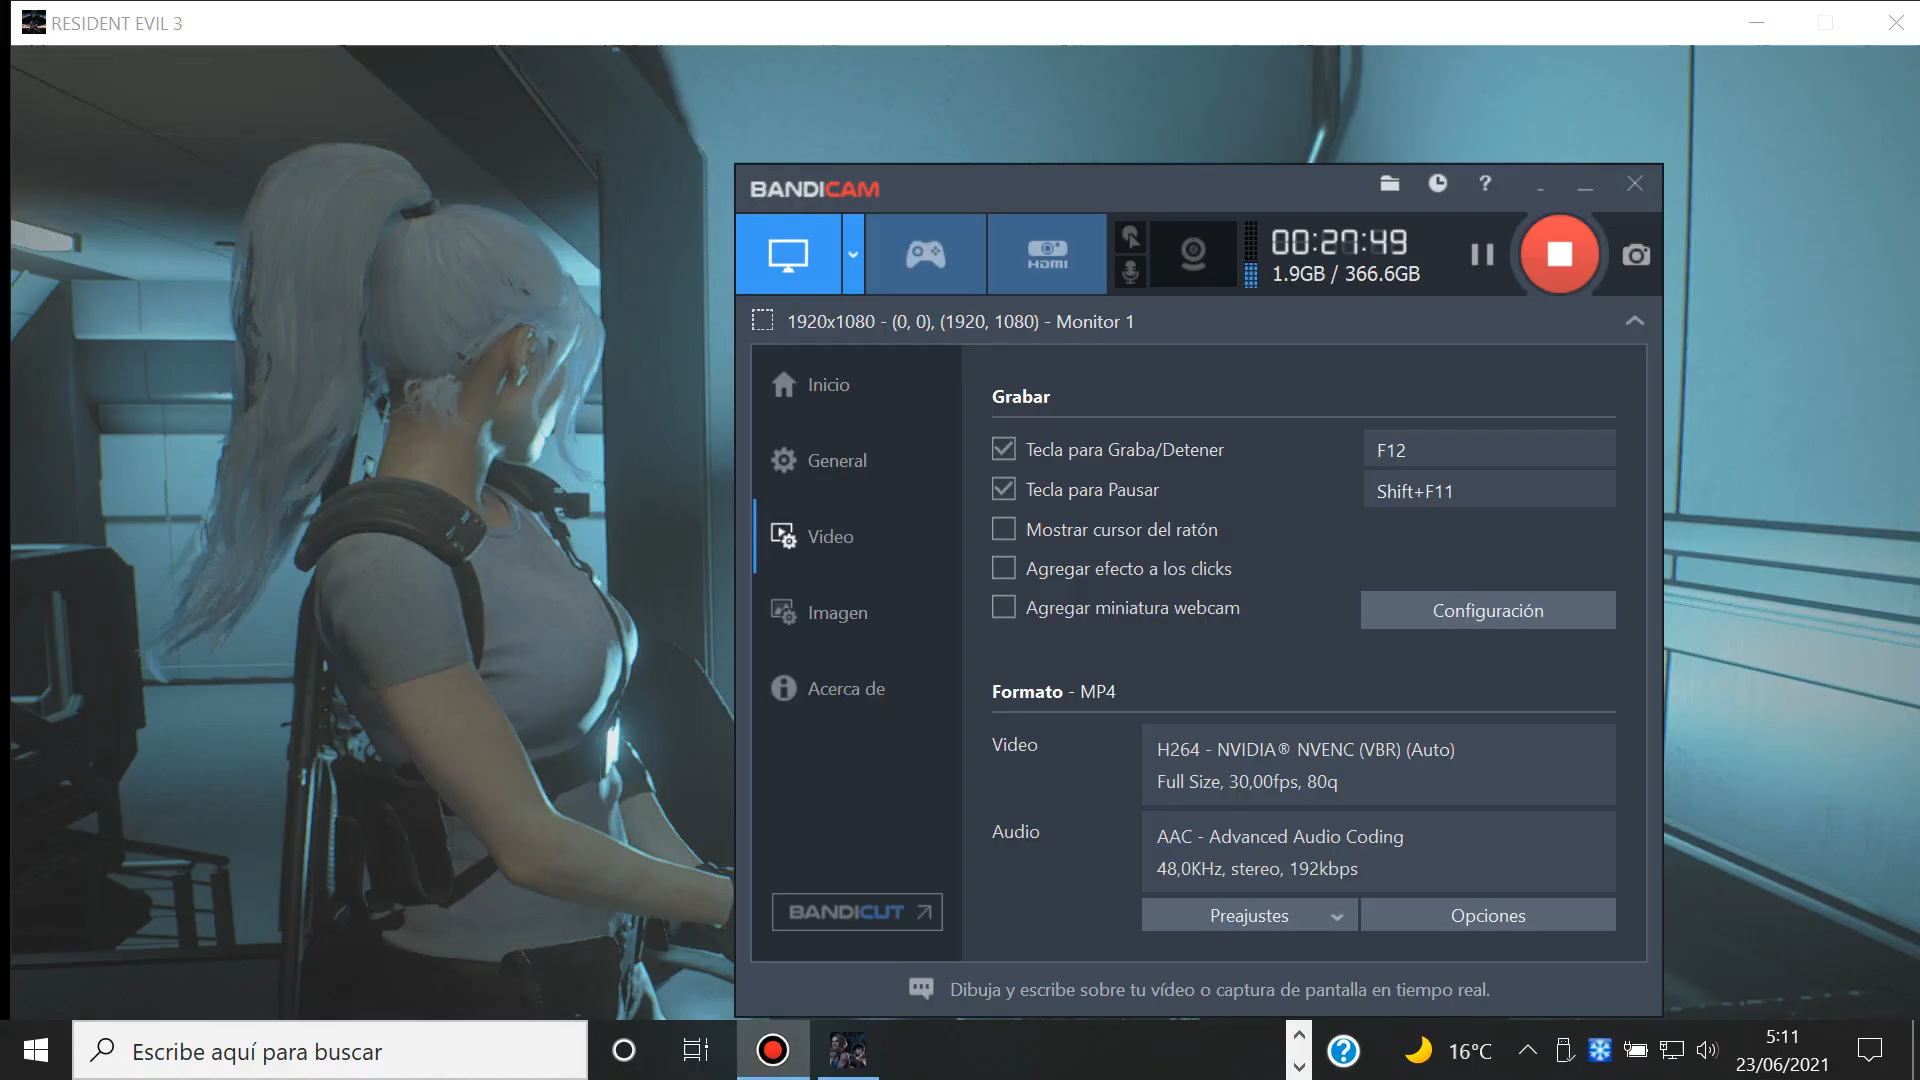 RESIDENT EVIL 3
BANDICAM
?
HDMI
00:27:49
1.9GB / 366.6GB
1920x1080 - (0, 0), (1920, 1080) - Monitor 1
Inicio
General
Video
Imagen
Acerca de
BANDICUT
Grabar
Tecla para Graba/Detener
F12
Tecla para Pausar
Shift+F11
Mostrar cursor del ratón
Agregar efecto a los clicks
Agregar miniatura webcam
Configuración
Formato - MP4
Video
H264 - NVIDIA® NVENC (VBR) (Auto)
Full Size, 30,00fps, 80q
Audio
AAC - Advanced Audio Coding
48,0KHz, stereo, 192kbps
Preajustes
Opciones
Dibuja y escribe sobre tu vídeo o captura de pantalla en tiempo real.
Escribe aquí para buscar
?
16°C
5:11
23/06/2021